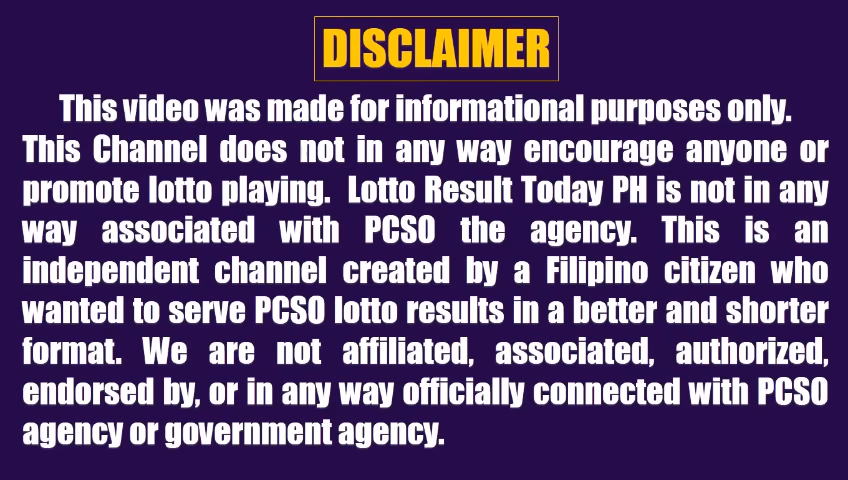 DISCLAIMER
This video was made for informational purposes only.
This Channel does not in any way encourage anyone or
promote lotto playing. Lotto Result Today PH is not in any
way associated with PCSO the agency. This is an
independent channel created by a Filipino citizen who
wanted to serve PCSO lotto results in a better and shorter
format. We are not affiliated, associated, authorized,
endorsed by, or in any way officially connected with PCSO
agency or government agency.